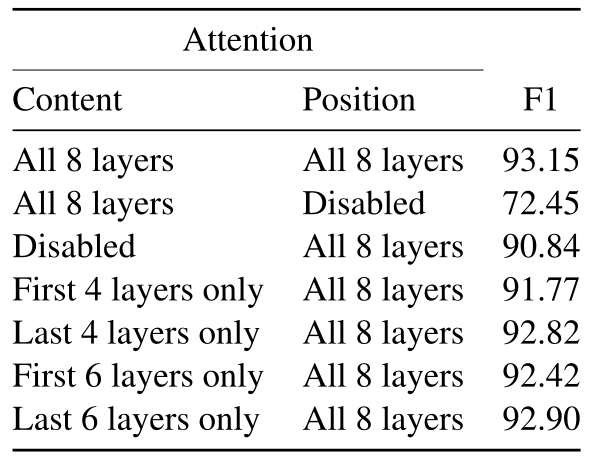 Attention
Content Position F1
All 8 layers All 8 layers 93.15
All 8 layers Disabled 72.45
Disabled All 8 layers 90.84
First 4 layers only All 8 layers 91.77
Last 4 layers only All 8 layers 92.82
First 6 layers only All 8 layers 92.42
Last 6 layers only All 8 layers 92.90